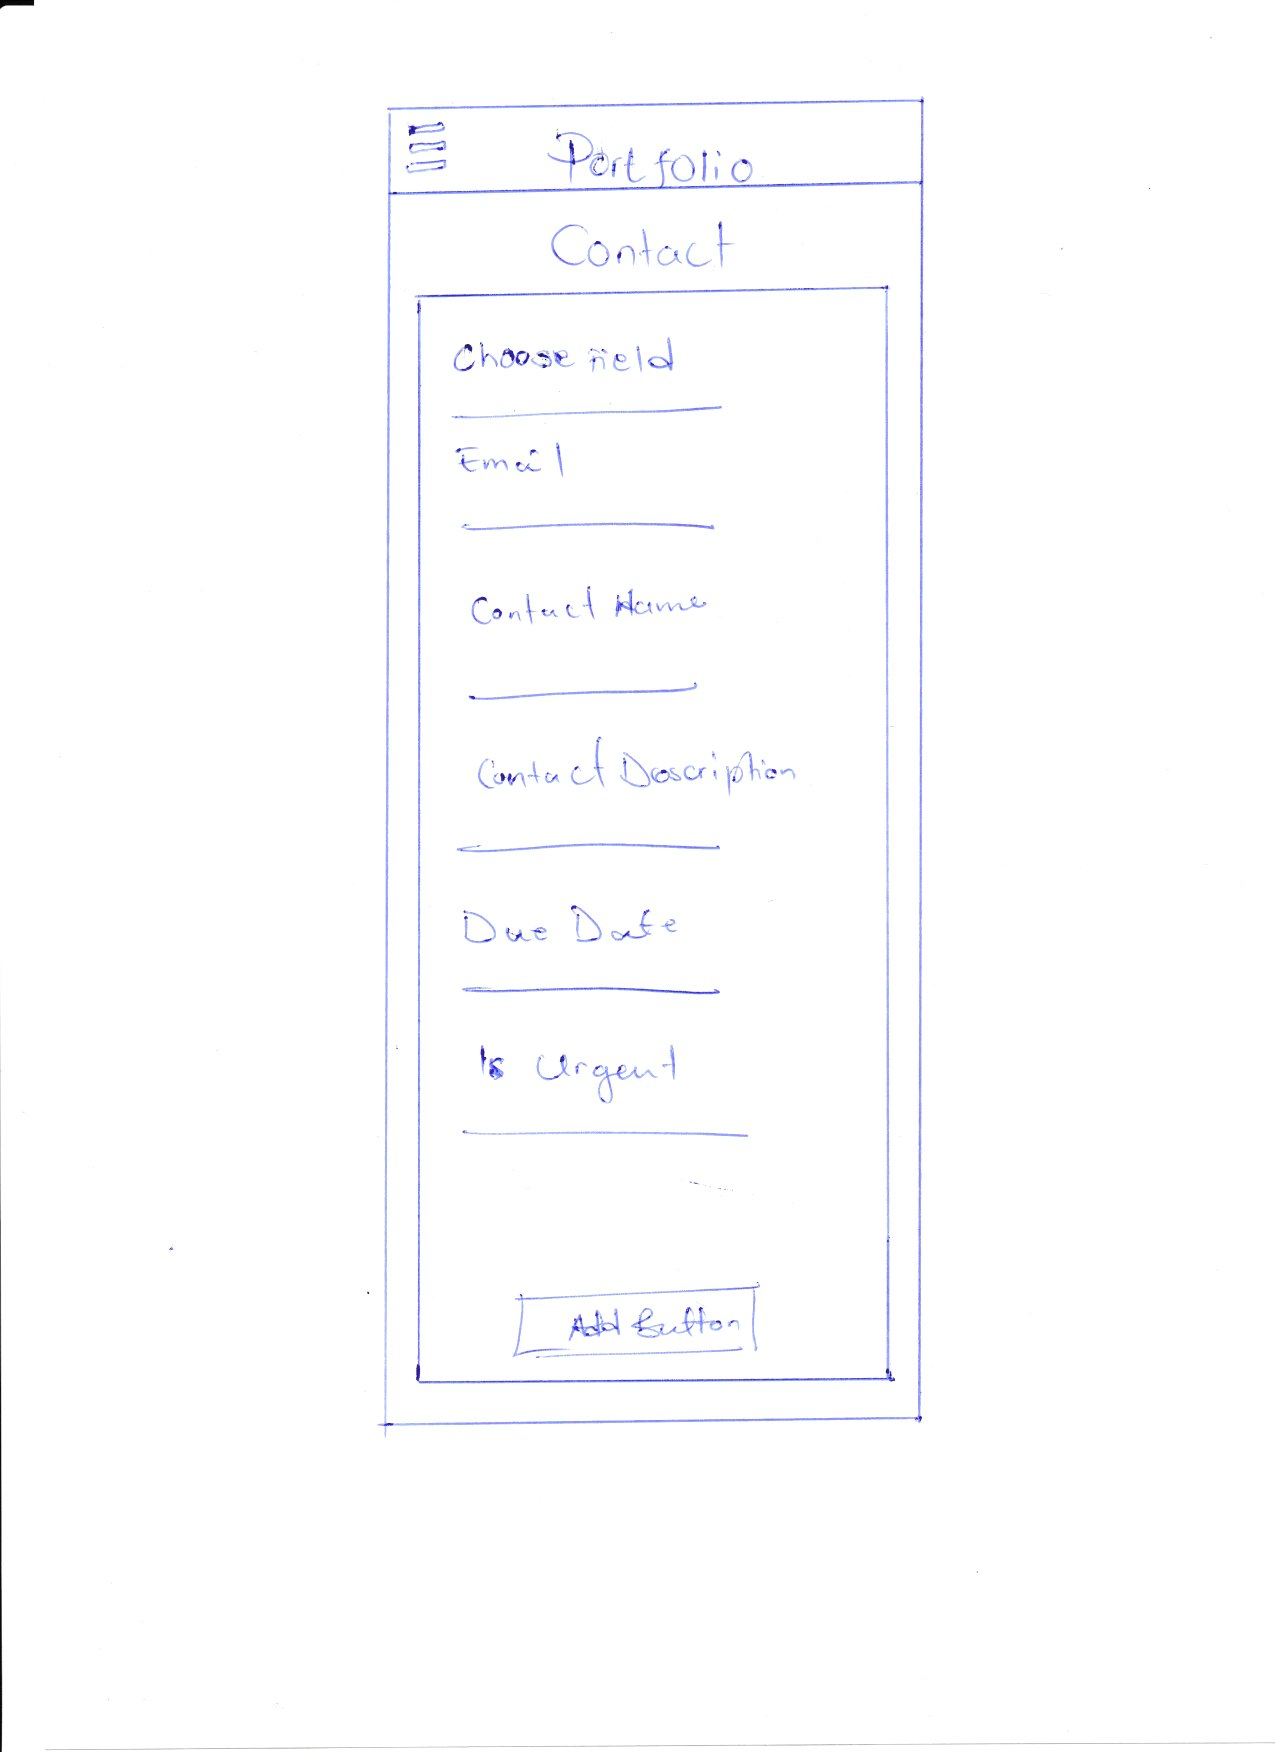 Portfolio
Contact
Choose field
Email
Contact Name
Contact Description
Due Date
Is Urgent
Add Button